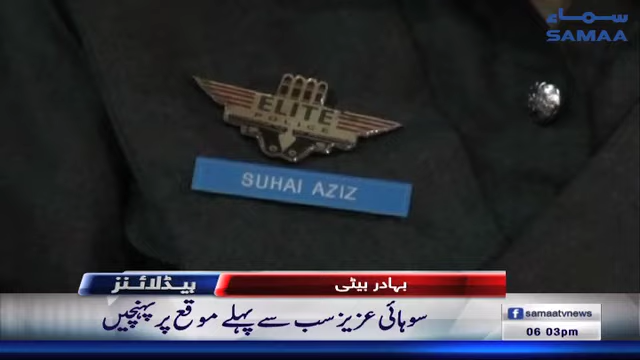 سماء
SAMAA
ELITE
POLICE
SUHAI AZIZ
ہیڈلائنز
بہادر بیٹی
سوہائی عزیز سب سے پہلے موقع پر پہنچیں
samaatvnews
06 03pm